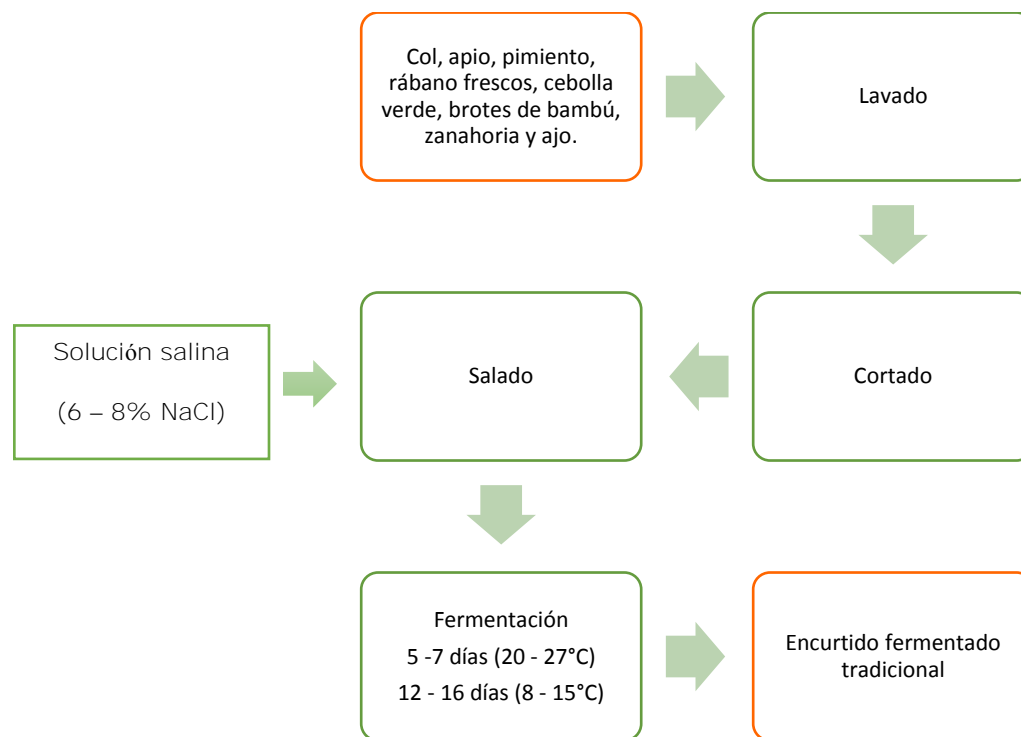 Col, apio, pimiento,
rábano frescos, cebolla
verde, brotes de bambú,
zanahoria y ajo.
Lavado
Cortado
Solución salina
(6 – 8% NaCl)
Salado
Fermentación
5 -7 días (20 - 27°C)
12 - 16 días (8 - 15°C)
Encurtido fermentado
tradicional